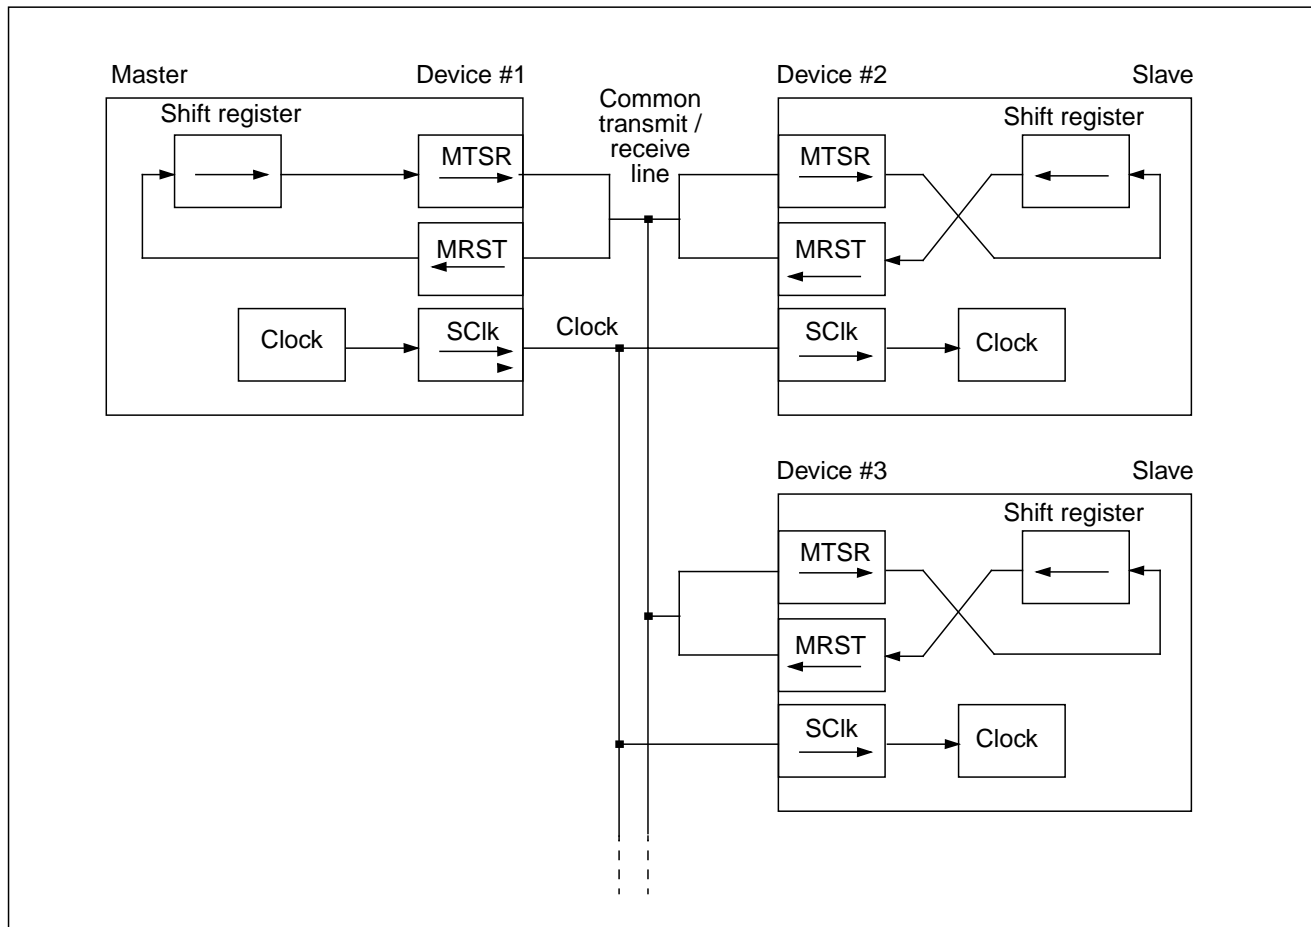 Master
Device #1
Shift register
MTSR
MRST
Clock
SClk
Common
transmit /
receive
line
Clock
Device #2
Slave
Shift register
MTSR
MRST
SClk
Clock
Device #3
Slave
Shift register
MTSR
MRST
SClk
Clock